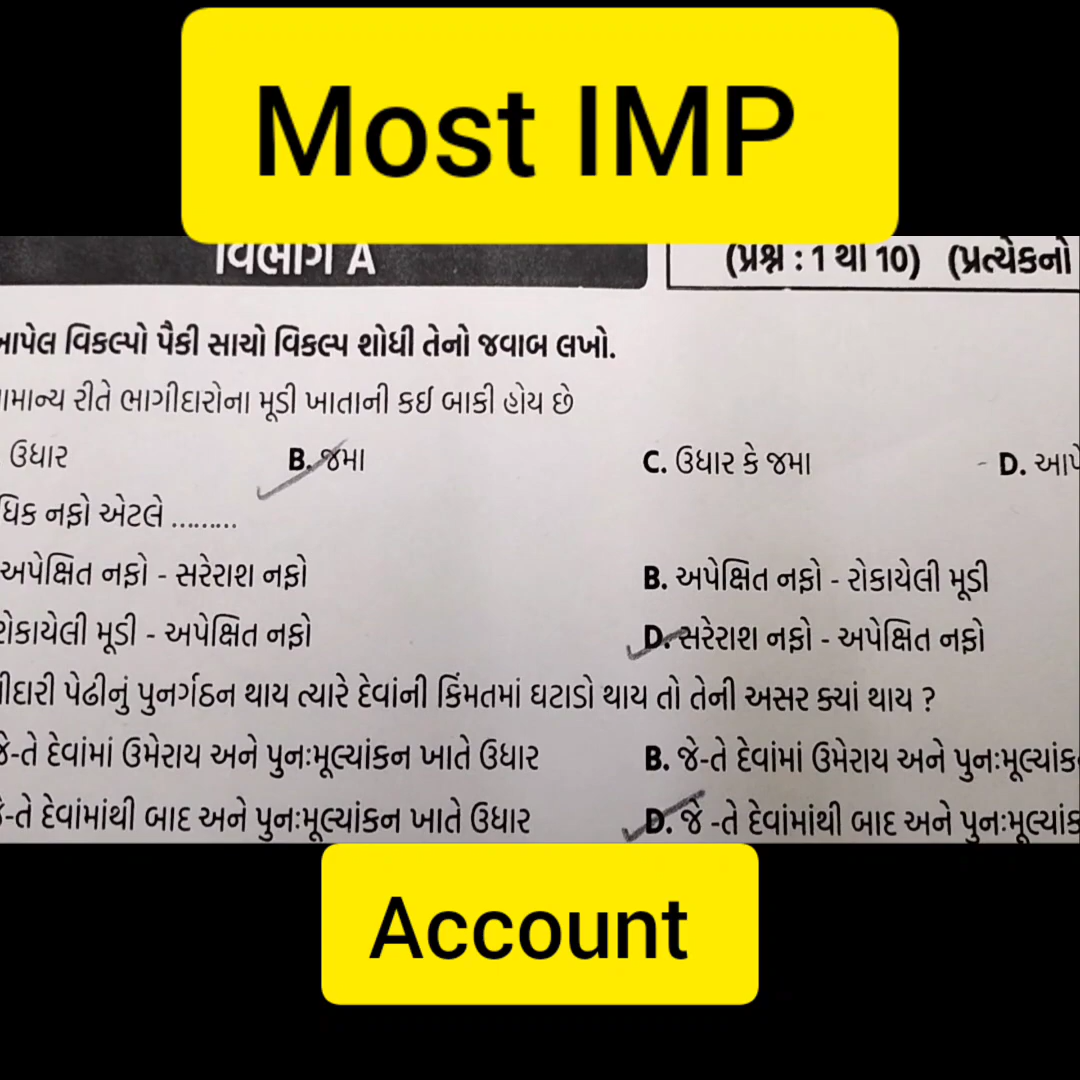 Most IMP
વિભાગ A (પ્રશ્ન : 1 થી 10) (પ્રત્યેકનો
વિકલ્પો પૈકી સાચો વિકલ્પ શોધી તેનો જવાબ લખો.
રીતે ભાગીદારોના મૂડી ખાતાની કઈ બાકી હોય છે
ઉધાર B. જમા C. ઉધાર કે જમા - D.
નફો એટલે .........
અપેક્ષિત નફો - સરેરાશ નફો B. અપેક્ષિત નફો - રોકાયેલી મૂડી
રોકાયેલી મૂડી - અપેક્ષિત નફો D. સરેરાશ નફો - અપેક્ષિત નફો
પેઢીનું પુનર્ગઠન થાય ત્યારે દેવાંની કિંમતમાં ઘટાડો થાય તો તેની અસર ક્યાં થાય ?
જે-તે દેવાંમાં ઉમેરાય અને પુનઃમૂલ્યાંકન ખાતે ઉધાર B. જે-તે દેવાંમાં ઉમેરાય અને
જે-તે દેવાંમાંથી બાદ અને પુનઃમૂલ્યાંકન ખાતે ઉધાર D. જે -તે દેવાંમાંથી બાદ અને
Account